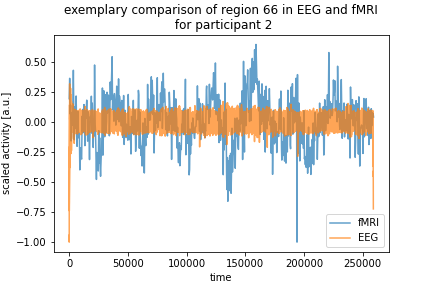 exemplary comparison of region 66 in EEG and fMRI
for participant 2
scaled activity [a.u.]
0.50
0.25
0.00
−0.25
−0.50
−0.75
−1.00
fMRI
EEG
0
50000
100000
150000
200000
250000
time